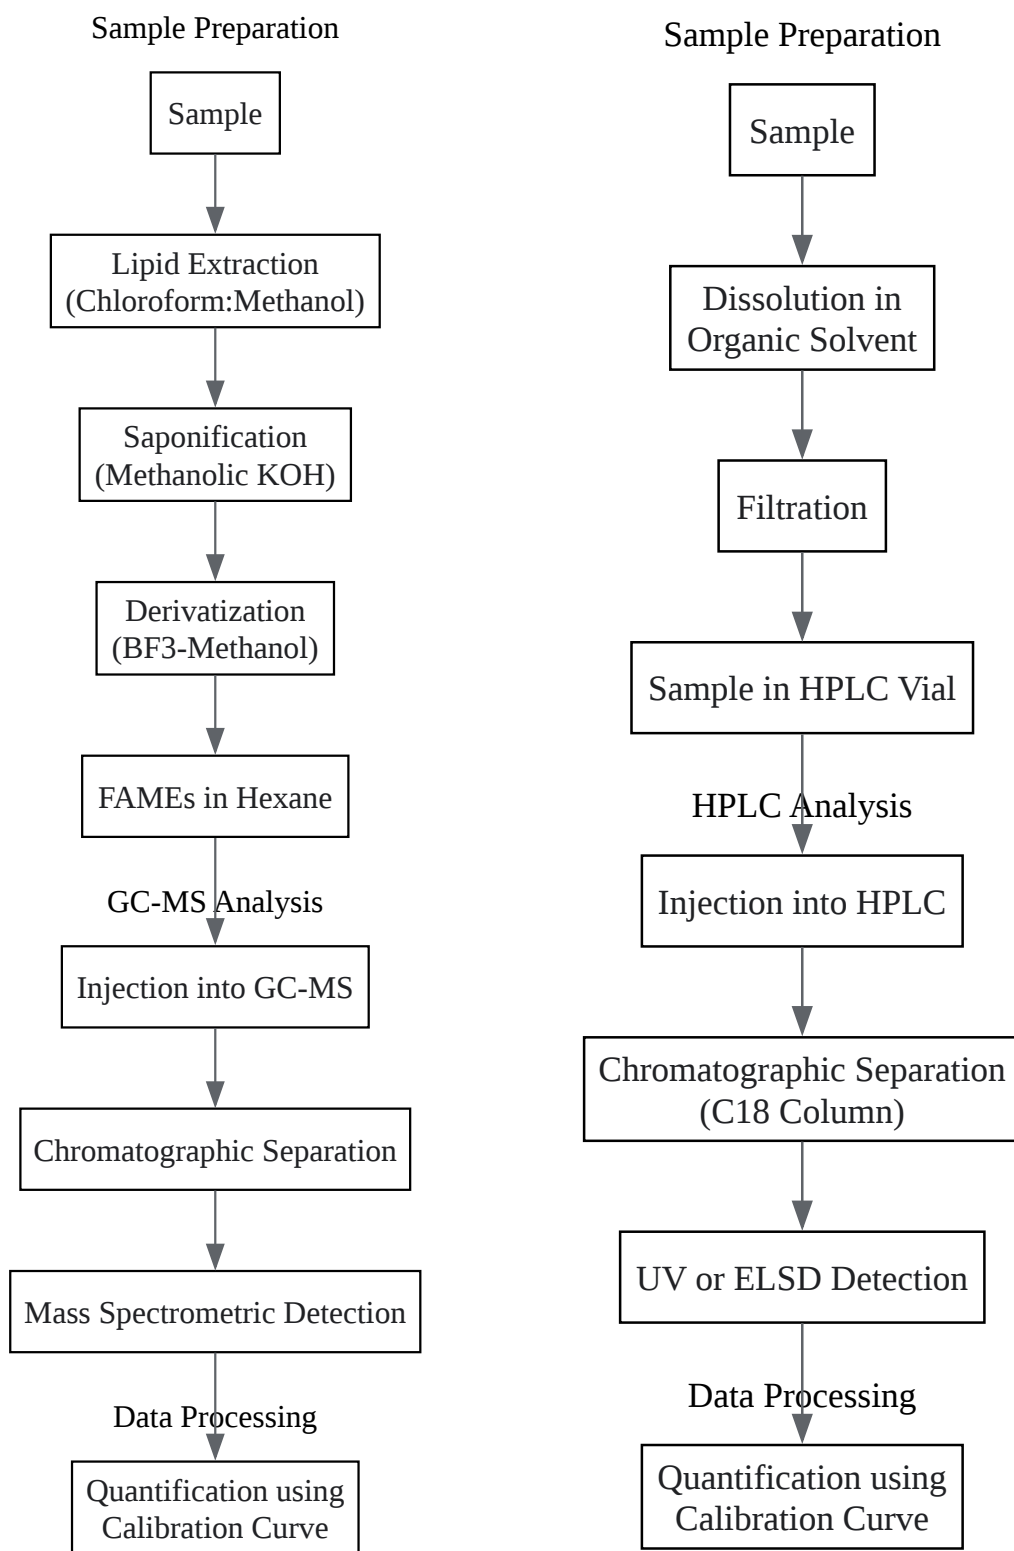 Sample Preparation
Sample
Lipid Extraction
(Chloroform:Methanol)
Saponification
(Methanolic KOH)
Derivatization
(BF3-Methanol)
FAMEs in Hexane
GC-MS Analysis
Injection into GC-MS
Chromatographic Separation
Mass Spectrometric Detection
Data Processing
Quantification using
Calibration Curve
Sample Preparation
Sample
Dissolution in
Organic Solvent
Filtration
Sample in HPLC Vial
HPLC Analysis
Injection into HPLC
Chromatographic Separation
(C18 Column)
UV or ELSD Detection
Data Processing
Quantification using
Calibration Curve